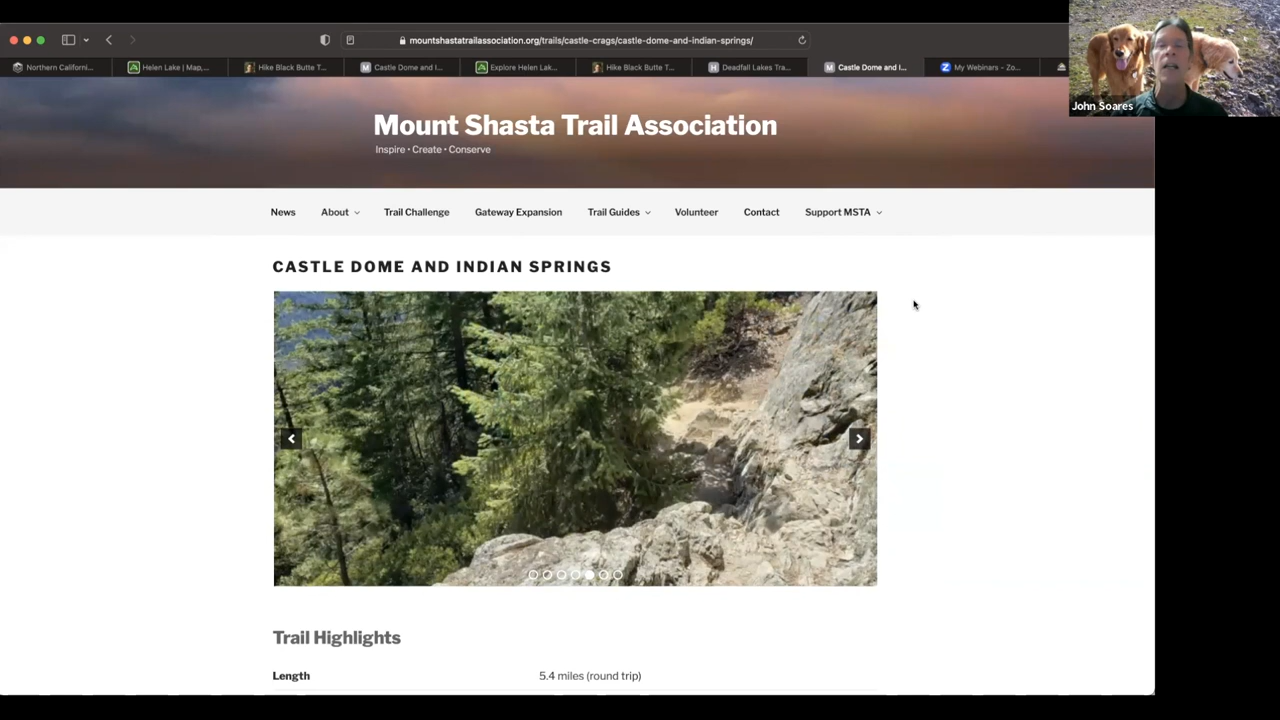 mountshastatrailassociation.org/trails/castle-crags/castle-dome-and-indian-springs/
Northern Californi...
Helen Lake | Map,...
Hike Black Butte T...
Castle Dome and I...
Explore Helen Lak...
Hike Black Butte T...
Deadfall Lakes Tra...
Castle Dome and I...
My Webinars - Zo...
John Soares
Mount Shasta Trail Association
Inspire • Create • Conserve
News
About
Trail Challenge
Gateway Expansion
Trail Guides
Volunteer
Contact
Support MSTA
CASTLE DOME AND INDIAN SPRINGS
Trail Highlights
Length 5.4 miles (round trip)